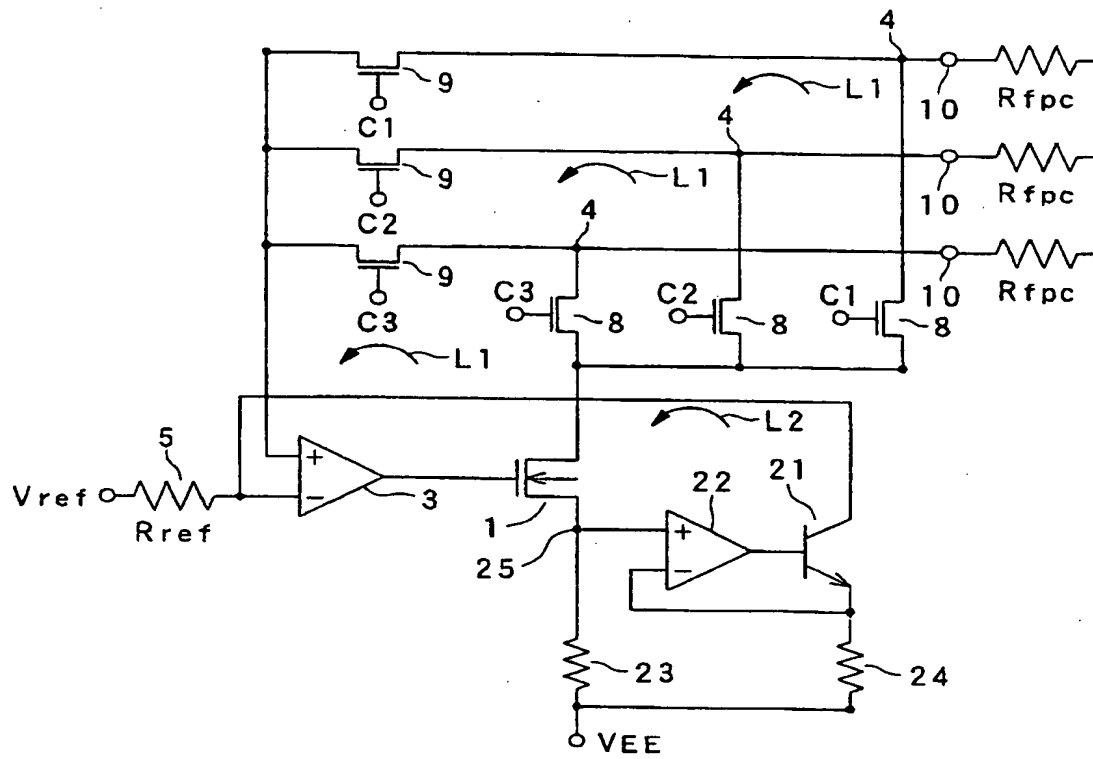 4
9 L1 10 Rfpc
C1
4
9 L1 10 Rfpc
C2
4
9 10 Rfpc
C3 C3 8 C2 8 C1 8
L1
L2
5
Vref + − 3 22 21
Rref 1 + −
25
23 24
VEE